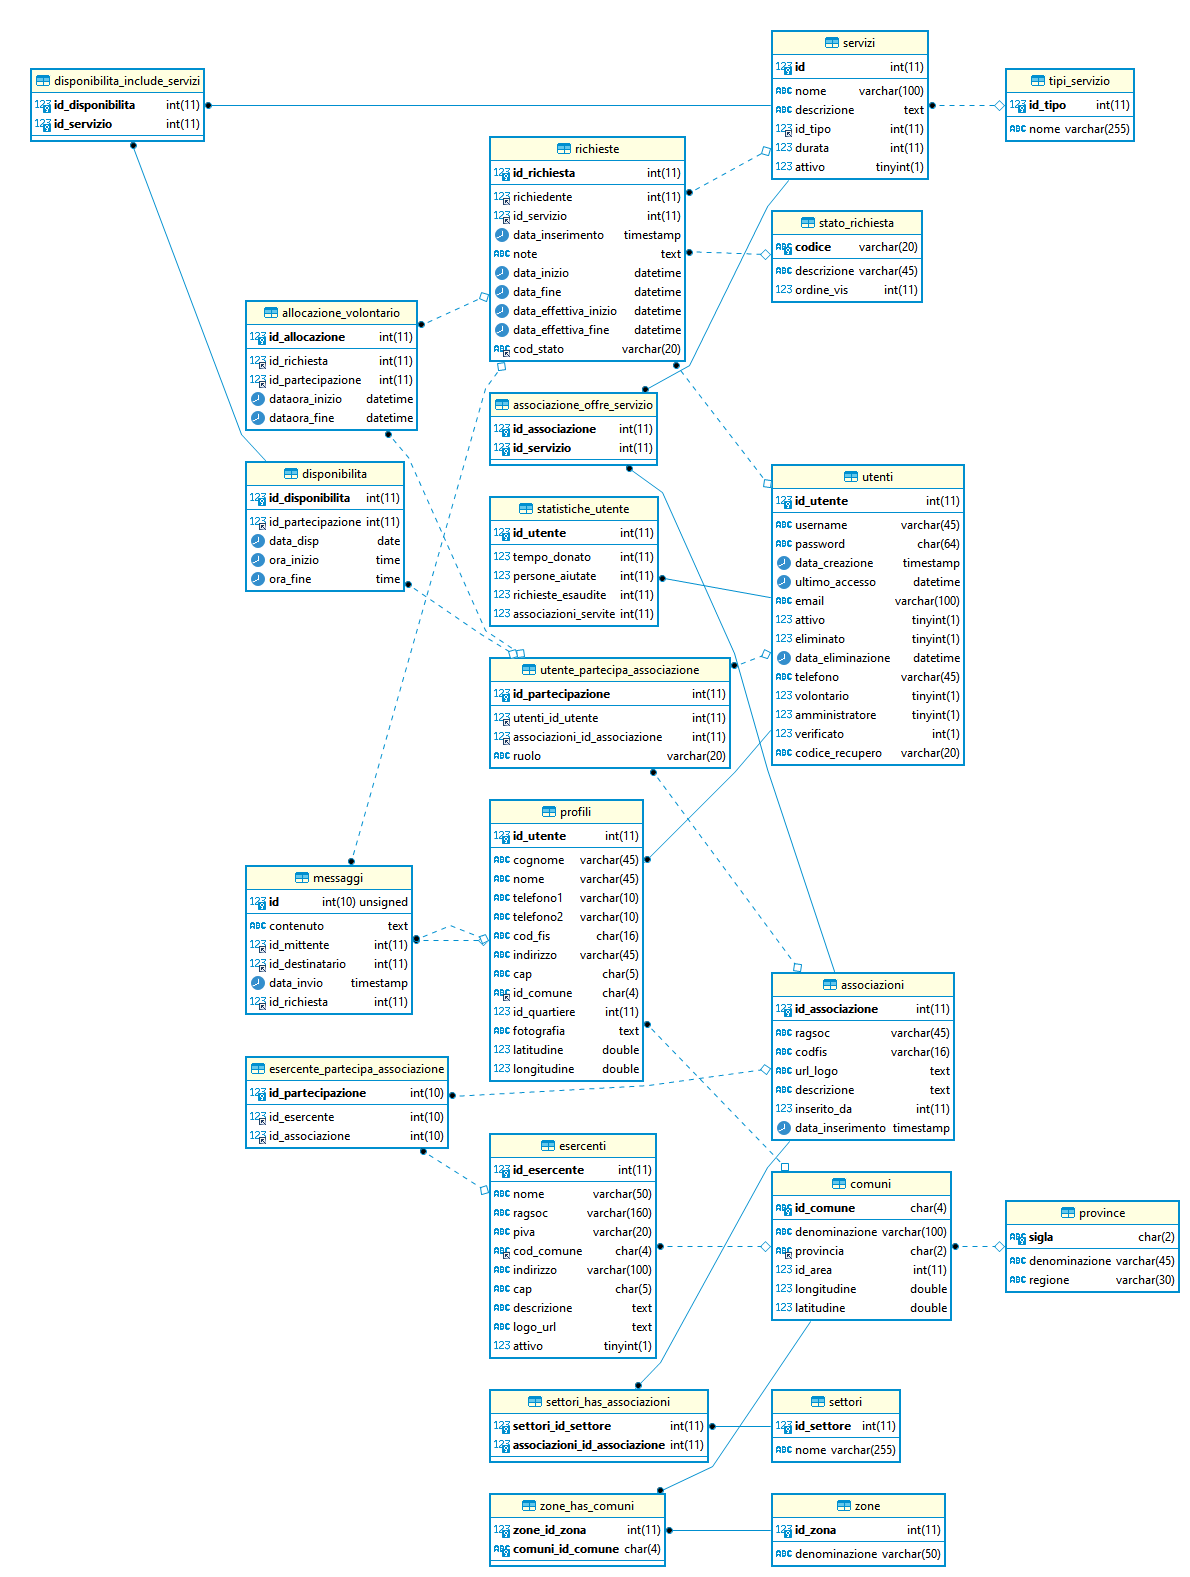 servizi
id int(11)
nome varchar(100)
descrizione text
id_tipo int(11)
durata int(11)
attivo tinyint(1)
disponibilita_include_servizi
id_disponibilita int(11)
id_servizio int(11)
tipi_servizio
id_tipo int(11)
nome varchar(255)
richieste
id_richiesta int(11)
richiedente int(11)
id_servizio int(11)
data_inserimento timestamp
note text
data_inizio datetime
data_fine datetime
data_effettiva_inizio datetime
data_effettiva_fine datetime
cod_stato varchar(20)
stato_richiesta
codice varchar(20)
descrizione varchar(45)
ordine_vis int(11)
allocazione_volontario
id_allocazione int(11)
id_richiesta int(11)
id_partecipazione int(11)
dataora_inizio datetime
dataora_fine datetime
associazione_offre_servizio
id_associazione int(11)
id_servizio int(11)
disponibilita
id_disponibilita int(11)
id_partecipazione int(11)
data_disp date
ora_inizio time
ora_fine time
utenti
id_utente int(11)
username varchar(45)
password char(64)
data_creazione timestamp
ultimo_accesso datetime
email varchar(100)
attivo tinyint(1)
eliminato tinyint(1)
data_eliminazione datetime
telefono varchar(45)
volontario tinyint(1)
amministratore tinyint(1)
verificato int(1)
codice_recupero varchar(20)
statistiche_utente
id_utente int(11)
tempo_donato int(11)
persone_aiutate int(11)
richieste_esaudite int(11)
associazioni_servite int(11)
utente_partecipa_associazione
id_partecipazione int(11)
utenti_id_utente int(11)
associazioni_id_associazione int(11)
ruolo varchar(20)
profili
id_utente int(11)
cognome varchar(45)
nome varchar(45)
telefono1 varchar(10)
telefono2 varchar(10)
cod_fis char(16)
indirizzo varchar(45)
cap char(5)
id_comune char(4)
id_quartiere int(11)
fotografia text
latitudine double
longitudine double
messaggi
id int(10) unsigned
contenuto text
id_mittente int(11)
id_destinatario int(11)
data_invio timestamp
id_richiesta int(11)
associazioni
id_associazione int(11)
ragsoc varchar(45)
codfis varchar(16)
url_logo text
descrizione text
inserito_da int(11)
data_inserimento timestamp
esercente_partecipa_associazione
id_partecipazione int(10)
id_esercente int(10)
id_associazione int(10)
esercenti
id_esercente int(11)
nome varchar(50)
ragsoc varchar(160)
piva varchar(20)
cod_comune char(4)
indirizzo varchar(100)
cap char(5)
descrizione text
logo_url text
attivo tinyint(1)
comuni
id_comune char(4)
denominazione varchar(100)
provincia char(2)
id_area int(11)
longitudine double
latitudine double
province
sigla char(2)
denominazione varchar(45)
regione varchar(30)
settori_has_associazioni
settori_id_settore int(11)
associazioni_id_associazione int(11)
settori
id_settore int(11)
nome varchar(255)
zone_has_comuni
zone_id_zona int(11)
comuni_id_comune char(4)
zone
id_zona int(11)
denominazione varchar(50)